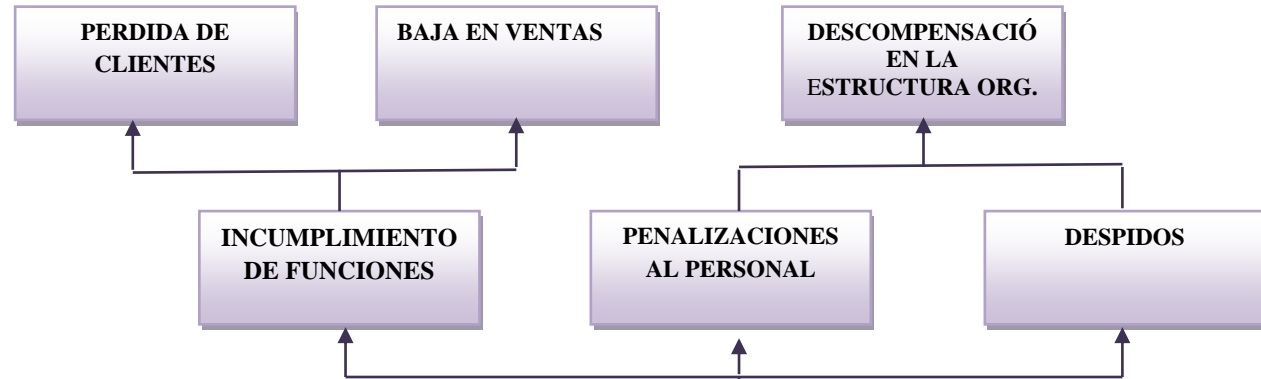 PERDIDA DE
CLIENTES
BAJA EN VENTAS
DESCOMPENSACIÓ
EN LA
ESTRUCTURA ORG.
INCUMPLIMIENTO
DE FUNCIONES
PENALIZACIONES
AL PERSONAL
DESPIDOS